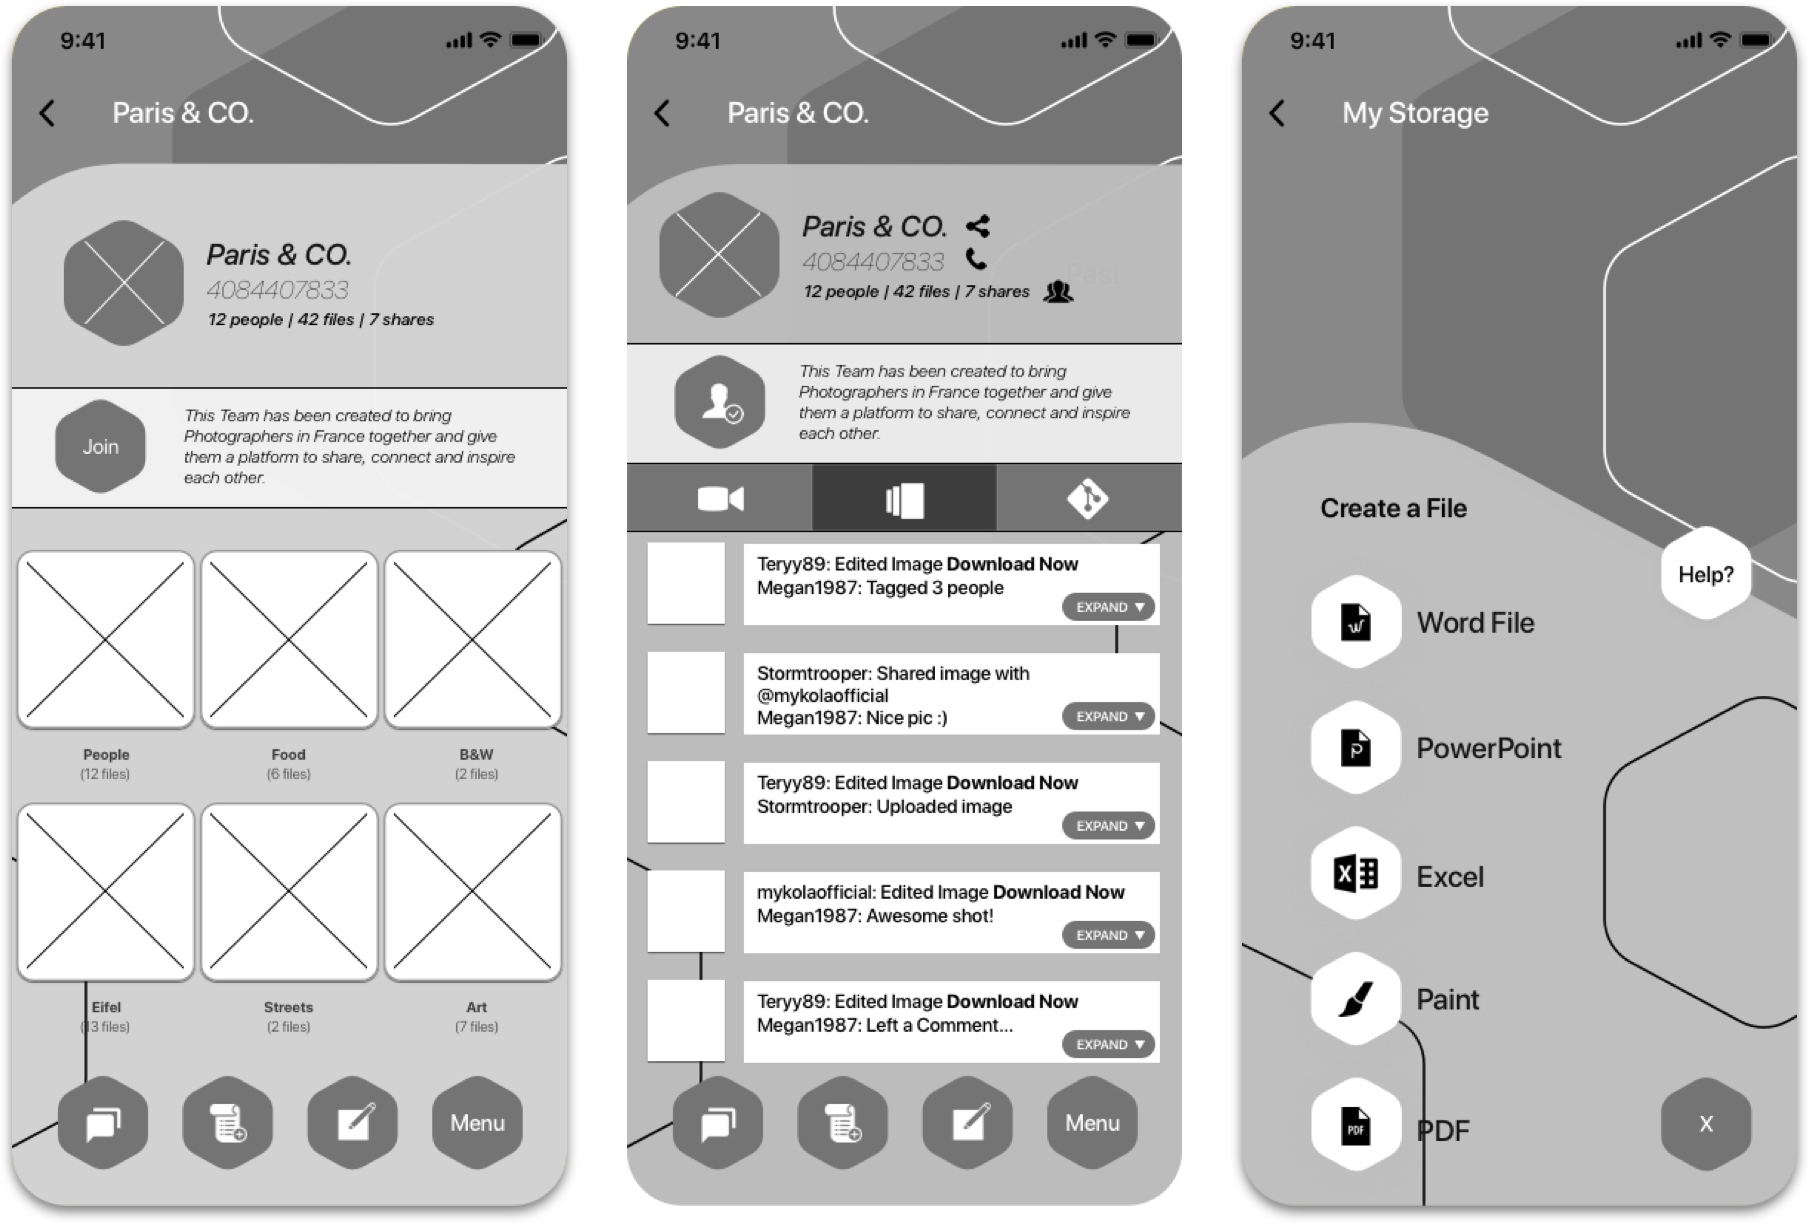 9:41
Paris & CO.
Paris & CO.
4084407833
12 people | 42 files | 7 shares
Join
This Team has been created to bring
Photographers in France together and give
them a platform to share, connect and inspire
each other.
People
(12 files)
Food
(6 files)
B&W
(2 files)
Eifel
(13 files)
Streets
(2 files)
Art
(7 files)
Menu
9:41
Paris & CO.
Paris & CO.
4084407833
Past
12 people | 42 files | 7 shares
This Team has been created to bring
Photographers in France together and give
them a platform to share, connect and inspire
each other.
Teryy89: Edited Image Download Now
Megan1987: Tagged 3 people
EXPAND ▼
Stormtrooper: Shared image with
@mykolaofficial
Megan1987: Nice pic :)
EXPAND ▼
Teryy89: Edited Image Download Now
Stormtrooper: Uploaded image
EXPAND ▼
mykolaofficial: Edited Image Download Now
Megan1987: Awesome shot!
EXPAND ▼
Teryy89: Edited Image Download Now
Megan1987: Left a Comment...
EXPAND ▼
Menu
9:41
My Storage
Create a File
Help?
W
Word File
P
PowerPoint
X
Excel
Paint
PDF
PDF
X